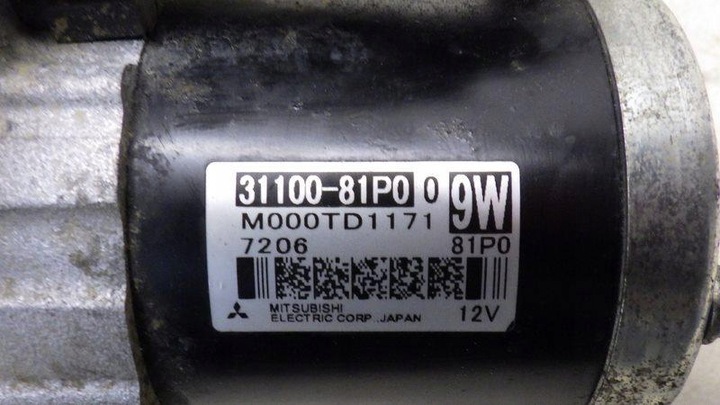 31100-81P0 0 9W
M000TD1171
7206 81P0
MITSUBISHI
ELECTRIC CORP. JAPAN 12V